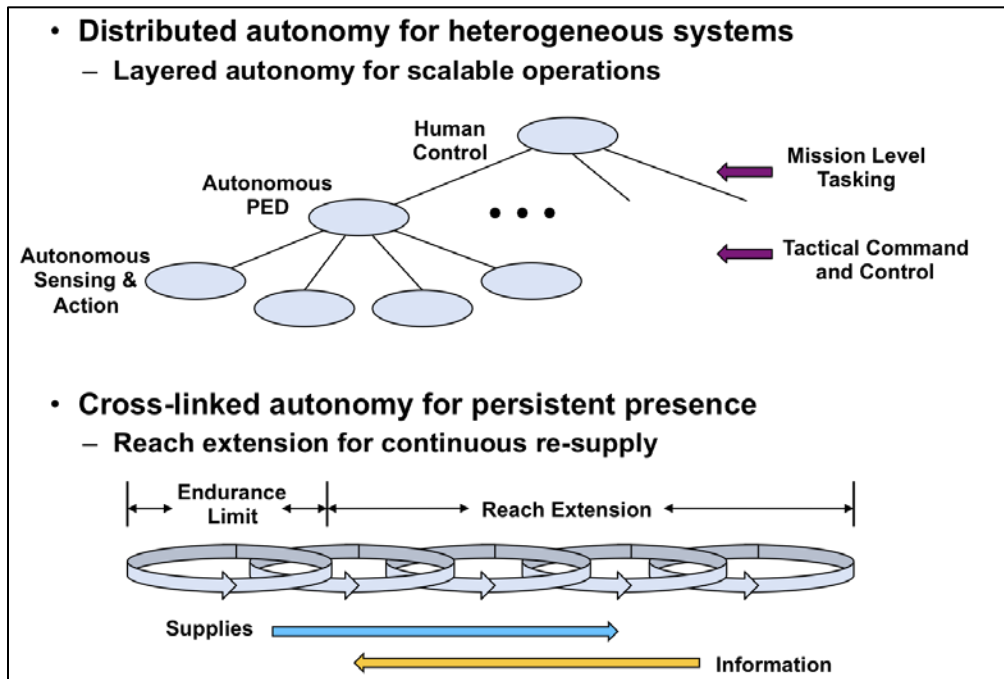 • Distributed autonomy for heterogeneous systems
– Layered autonomy for scalable operations
Human
Control
Mission Level
Tasking
Autonomous
PED
• • •
Autonomous
Sensing &
Action
Tactical Command
and Control
• Cross-linked autonomy for persistent presence
– Reach extension for continuous re-supply
Endurance
Limit
Reach Extension
Supplies
Information